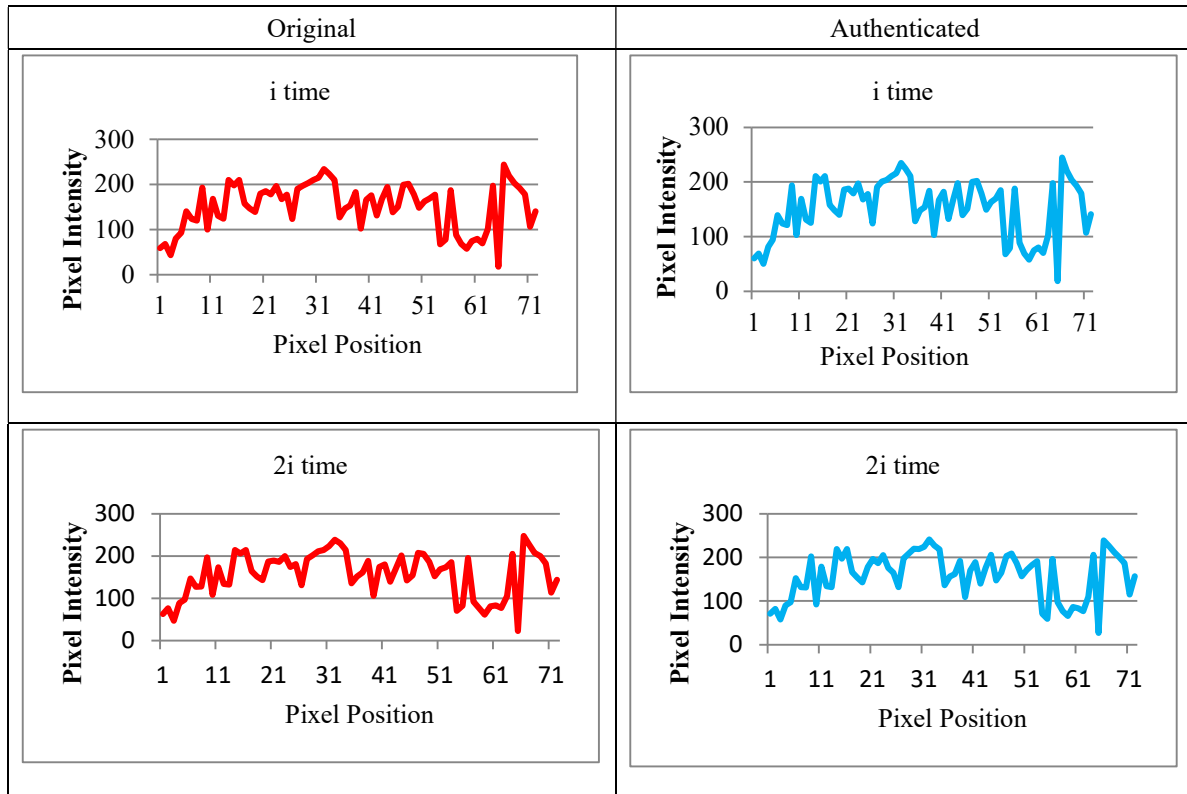 Original
Authenticated
i time
300
200
100
0
1 11 21 31 41 51 61 71
Pixel Intensity
Pixel Position
i time
300
200
100
0
1 11 21 31 41 51 61 71
Pixel Intensity
Pixel Position
2i time
300
200
100
0
1 11 21 31 41 51 61 71
Pixel Intensity
Pixel Position
2i time
300
200
100
0
1 11 21 31 41 51 61 71
Pixel Intensity
Pixel Position